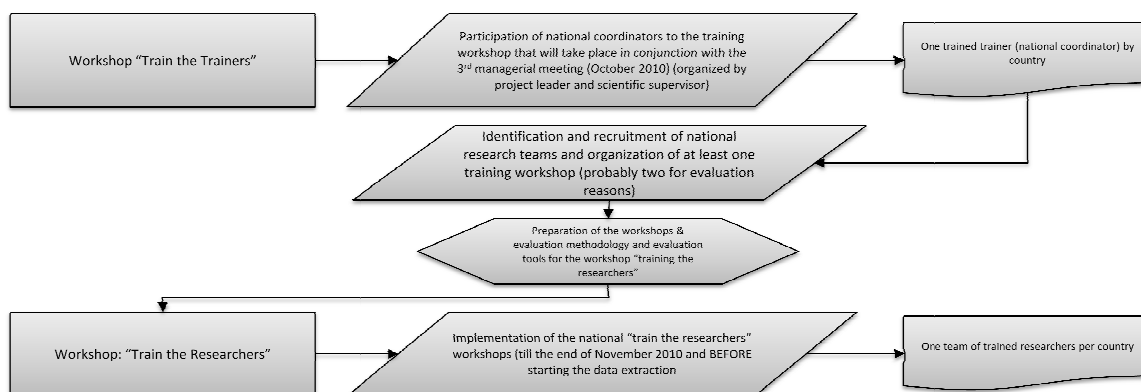 Workshop “Train the Trainers”
Participation of national coordinators to the training
workshop that will take place in conjunction with the
3rd managerial meeting (October 2010) (organized by
project leader and scientific supervisor)
One trained trainer (national coordinator) by
country
Identification and recruitment of national
research teams and organization of at least one
training workshop (probably two for evaluation
reasons)
Preparation of the workshops &
evaluation methodology and evaluation
tools for the workshop “training the
researchers”
Workshop: “Train the Researchers”
Implementation of the national “train the researchers”
workshops (till the end of November 2010 and BEFORE
starting the data extraction
One team of trained researchers per country